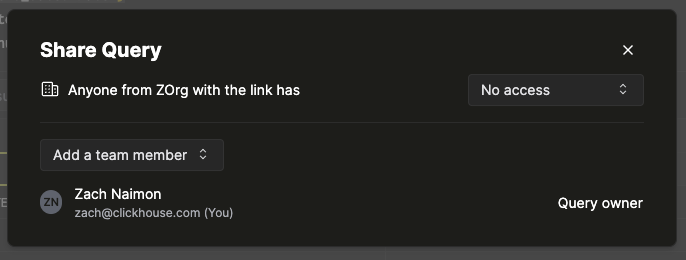 Share Query
Anyone from ZOrg with the link has
No access
Add a team member
ZN
Zach Naimon
zach@clickhouse.com (You)
Query owner